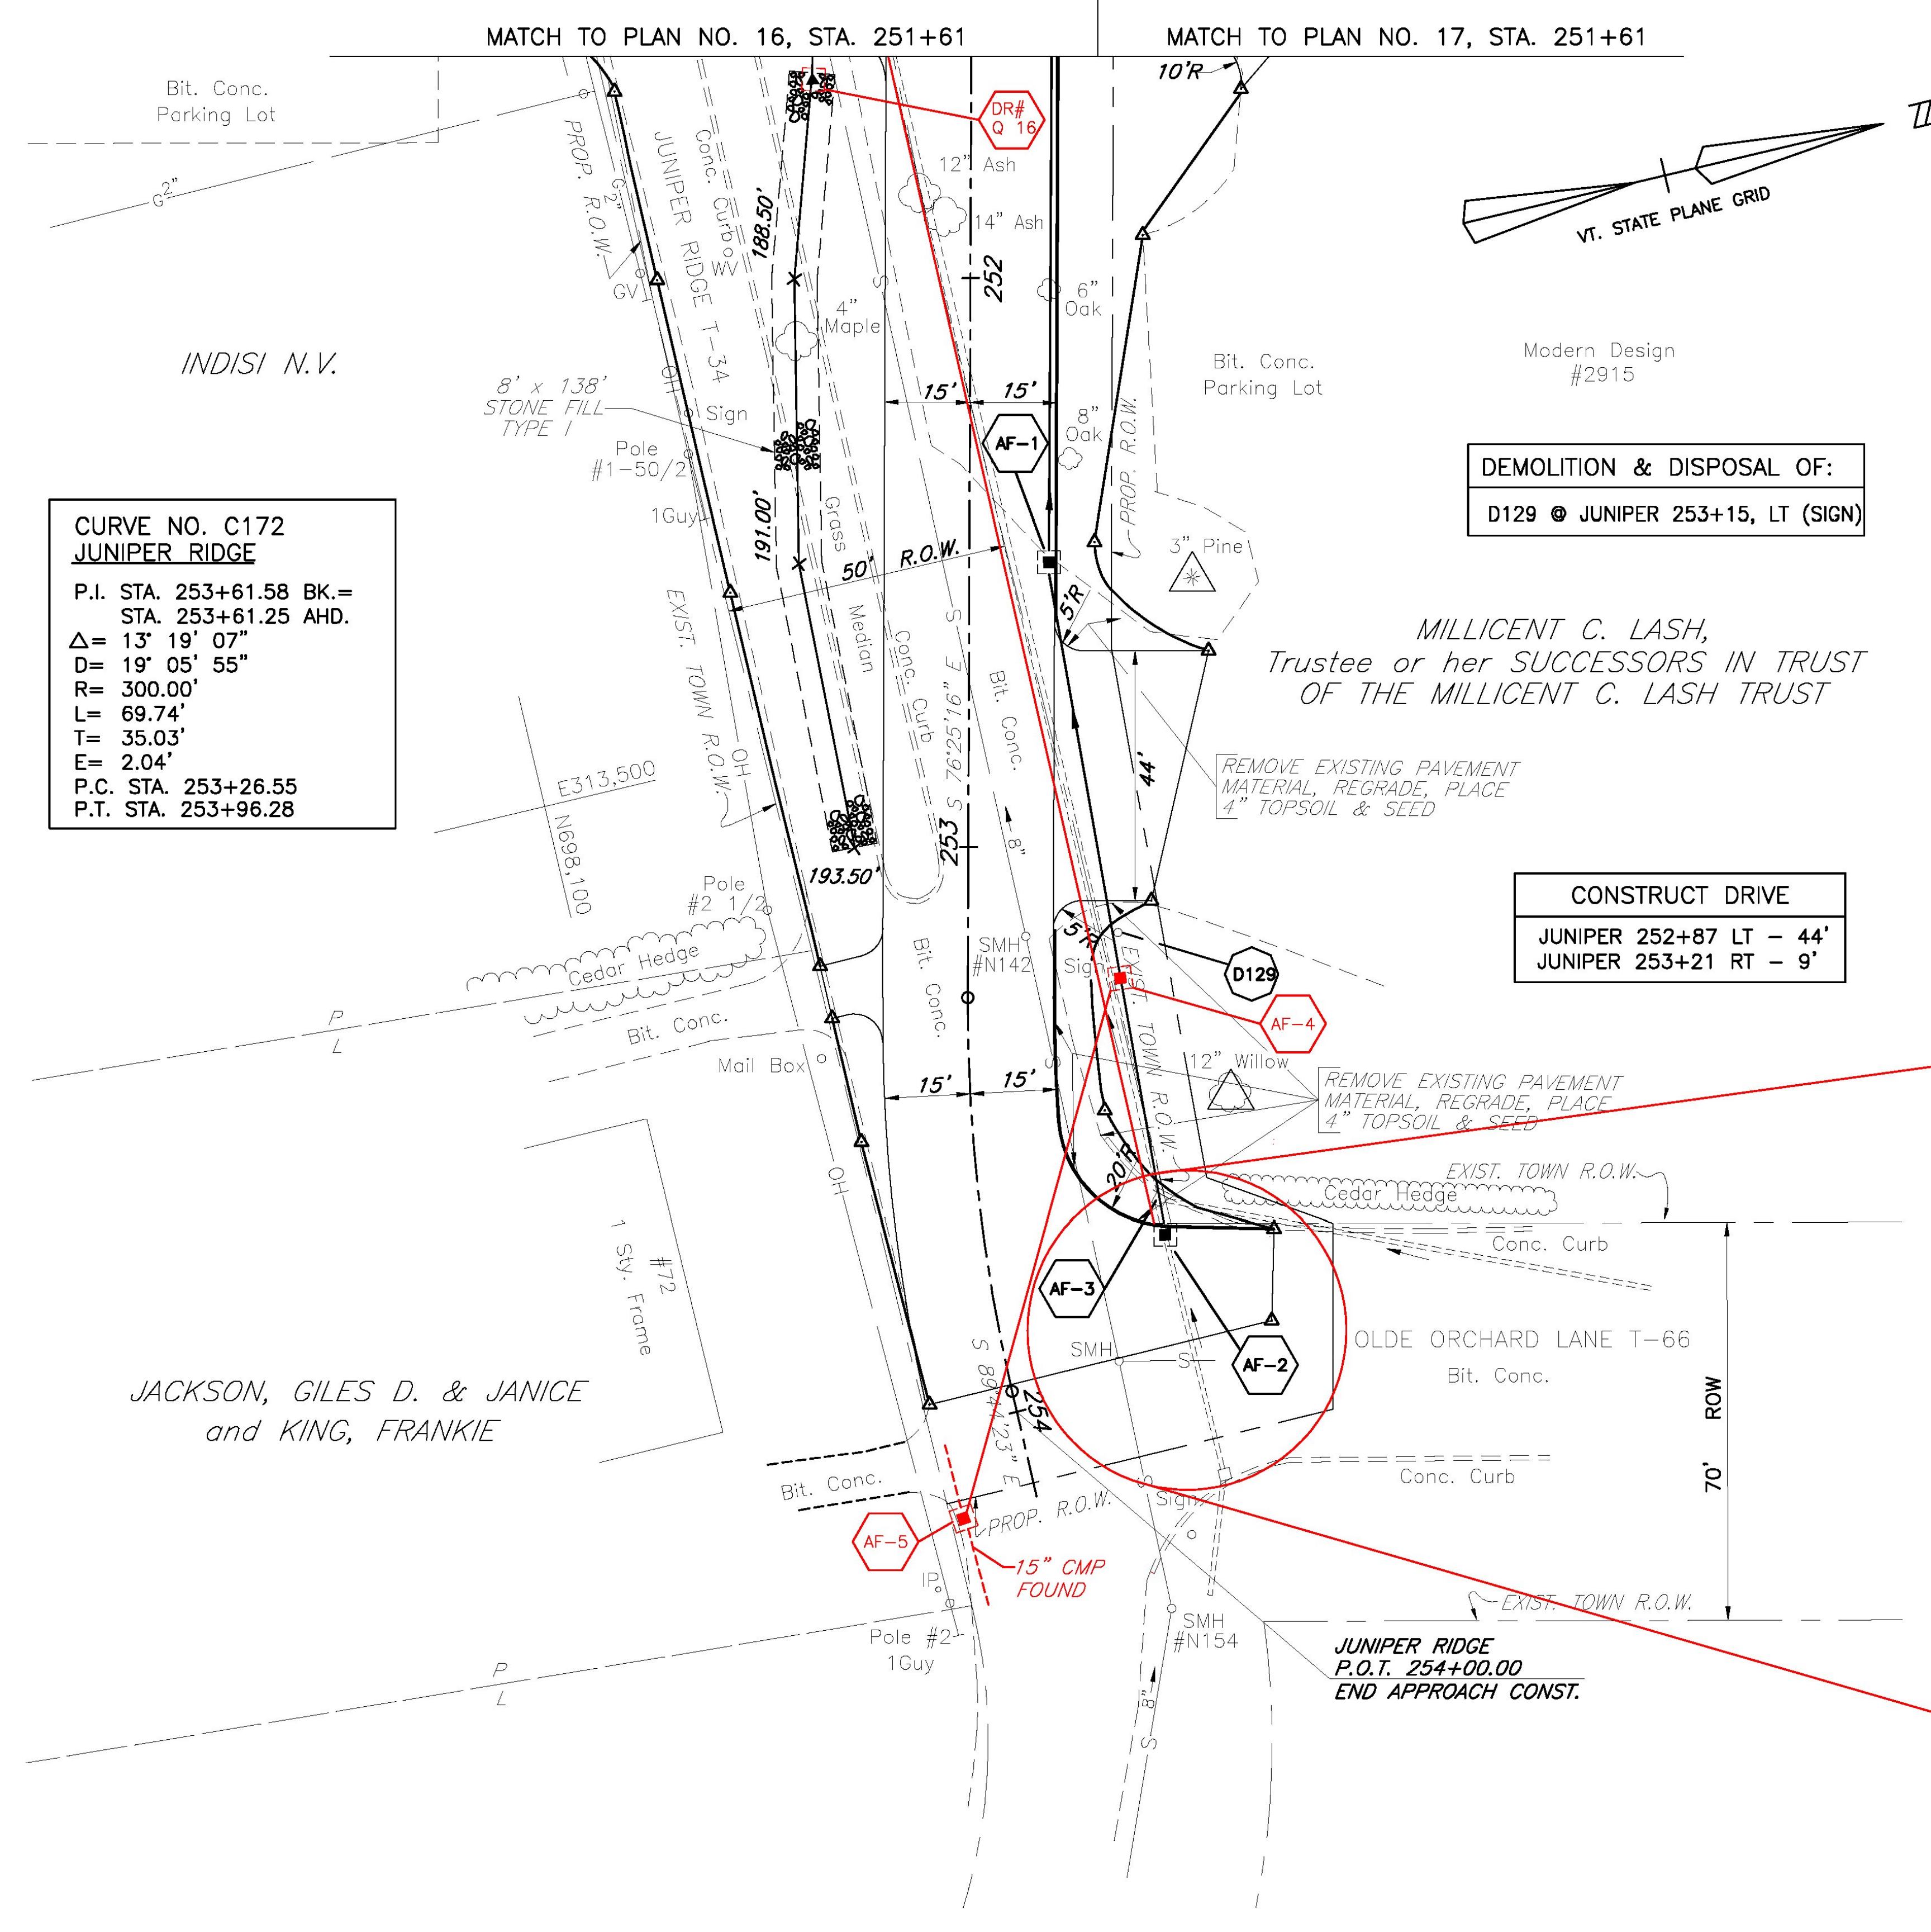 MATCH TO PLAN NO. 16, STA. 251+61
MATCH TO PLAN NO. 17, STA. 251+61
Bit. Conc.
Parking Lot
10'R
DR#
Q 16
G2"
PROP. R.O.W.
G2"
JUNIPER RIDGE T-34
Conc. Curb
WV
GV
188.50'
12" Ash
14" Ash
252
S
6"
Oak
4"
Maple
VT. STATE PLANE GRID
INDISI N.V.
8' x 138'
STONE FILL
TYPE I
OH
Sign
Pole
#1-50/2
1Guy
15'
15'
AF-1
8"
Oak
PROP. R.O.W.
Bit. Conc.
Parking Lot
Modern Design
#2915
DEMOLITION & DISPOSAL OF:
D129 @ JUNIPER 253+15, LT (SIGN)
3" Pine
CURVE NO. C172
JUNIPER RIDGE
P.I. STA. 253+61.58 BK.=
STA. 253+61.25 AHD.
Δ= 13° 19' 07"
D= 19° 05' 55"
R= 300.00'
L= 69.74'
T= 35.03'
E= 2.04'
P.C. STA. 253+26.55
P.T. STA. 253+96.28
191.00'
Grass
Median
50'
R.O.W.
5'R
MILLICENT C. LASH,
Trustee or her SUCCESSORS IN TRUST
OF THE MILLICENT C. LASH TRUST
EXIST. TOWN R.O.W.
OH
Conc. Curb
S 76°25'16" E
S
Bit. Conc.
44'
REMOVE EXISTING PAVEMENT
MATERIAL, REGRADE, PLACE
4" TOPSOIL & SEED
E313,500
N698,100
253
8"
193.50'
Pole
#2 1/2
Cedar Hedge
Bit. Conc.
Bit. Conc.
SMH
#N142
Sign
5'R
D129
AF-4
CONSTRUCT DRIVE
JUNIPER 252+87 LT - 44'
JUNIPER 253+21 RT - 9'
P
L
Mail Box
15'
15'
S
EXIST. TOWN R.O.W.
12" Willow
REMOVE EXISTING PAVEMENT
MATERIAL, REGRADE, PLACE
4" TOPSOIL & SEED
20'R
OH
EXIST. TOWN R.O.W.
Cedar Hedge
Conc. Curb
#72
1 Sty. Frame
AF-3
AF-2
SMH
S
OLDE ORCHARD LANE T-66
Bit. Conc.
JACKSON, GILES D. & JANICE
and KING, FRANKIE
S 89°44'23" E
254
70'
ROW
Bit. Conc.
S
Sign
Conc. Curb
PROP. R.O.W.
AF-5
15" CMP
FOUND
IP
Pole #2
1Guy
EXIST. TOWN R.O.W.
SMH
#N154
P
L
8"
S
JUNIPER RIDGE
P.O.T. 254+00.00
END APPROACH CONST.